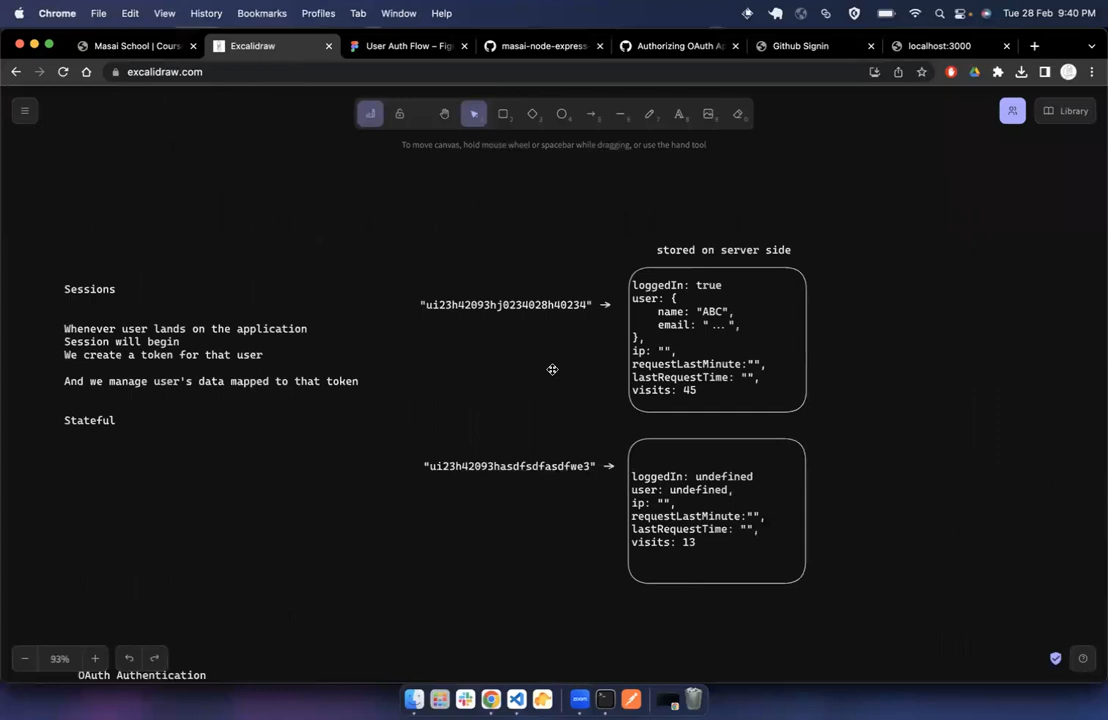 Chrome File Edit View History Bookmarks Profiles Tab Window Help Tue 28 Feb 9:40 PM
Masai School | Cours
Excalidraw
User Auth Flow – Fig
masai-node-express
Authorizing OAuth Ap
Github Signin
localhost:3000
excalidraw.com
Library
To move canvas, hold mouse wheel or spacebar while dragging, or use the hand tool
stored on server side
Sessions
Whenever user lands on the application
Session will begin
We create a token for that user
And we manage user's data mapped to that token
Stateful
"ui23h42093hj0234028h40234" →
loggedIn: true
user: {
name: "ABC",
email: "...",
},
ip: "",
requestLastMinute:"",
lastRequestTime: "",
visits: 45
"ui23h42093hasdfsdfasdfwe3" →
loggedIn: undefined
user: undefined,
ip: "",
requestLastMinute:"",
lastRequestTime: "",
visits: 13
93%
OAuth Authentication
zoom